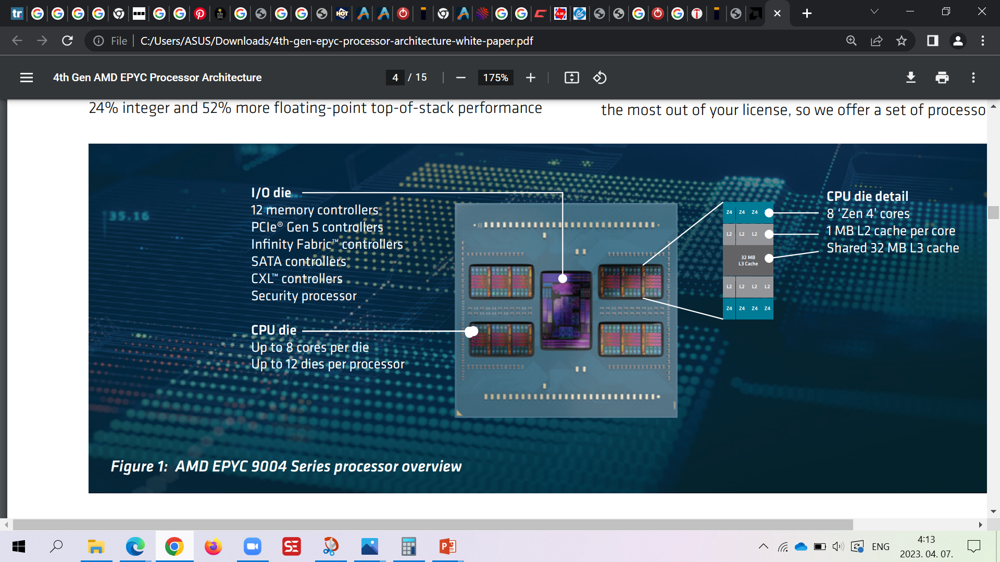 tr
HOT
A-M
File
C:/Users/ASUS/Downloads/4th-gen-epyc-processor-architecture-white-paper.pdf
4th Gen AMD EPYC Processor Architecture
4 / 15
175%
24% integer and 52% more floating-point top-of-stack performance
the most out of your license, so we offer a set of processo
35.16
I/O die
12 memory controllers
PCIe® Gen 5 controllers
Infinity Fabric™ controllers
SATA controllers
CXL™ controllers
Security processor
CPU die
Up to 8 cores per die
Up to 12 dies per processor
Z4 Z4 Z4
L2 L2 L2
32 MB
L3 Cache
L2 L2 L2 L2
Z4 Z4 Z4 Z4
CPU die detail
8 ‘Zen 4’ cores
1 MB L2 cache per core
Shared 32 MB L3 cache
Figure 1: AMD EPYC 9004 Series processor overview
SE
ENG
4:13
2023. 04. 07.